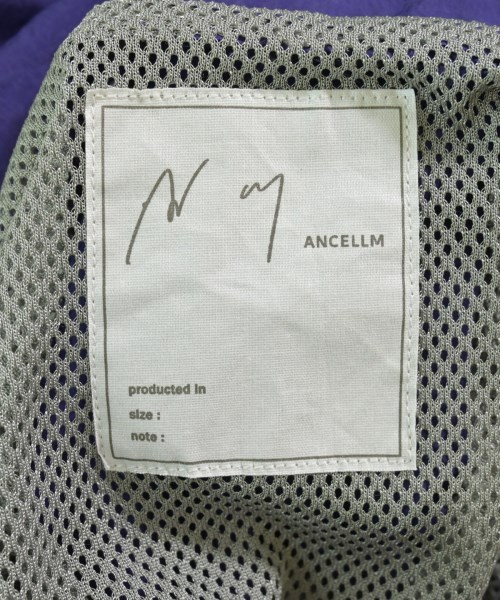 ANCELLM
producted in
size :
note :